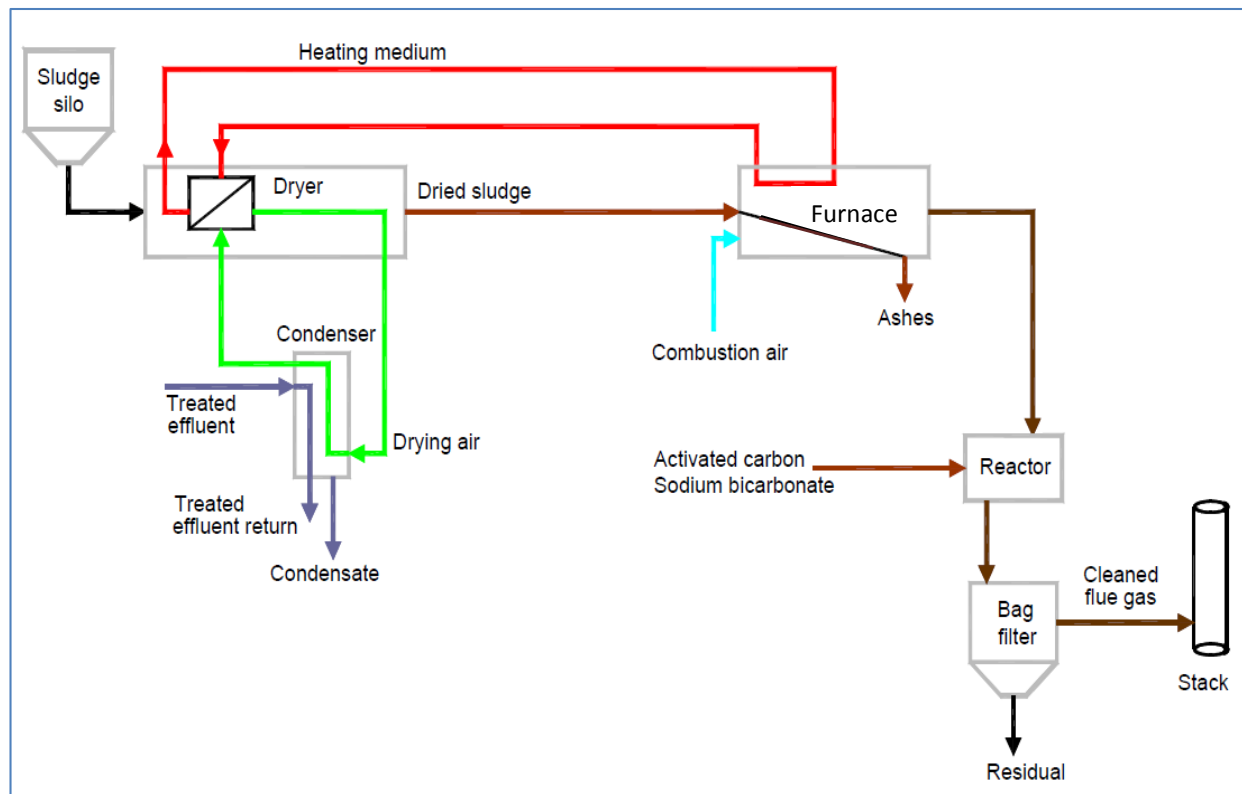 Heating medium
Sludge
silo
Dryer
Dried sludge
Furnace
Ashes
Condenser
Combustion air
Treated
effluent
Drying air
Activated carbon
Sodium bicarbonate
Reactor
Treated
effluent return
Condensate
Cleaned
flue gas
Bag
filter
Stack
Residual